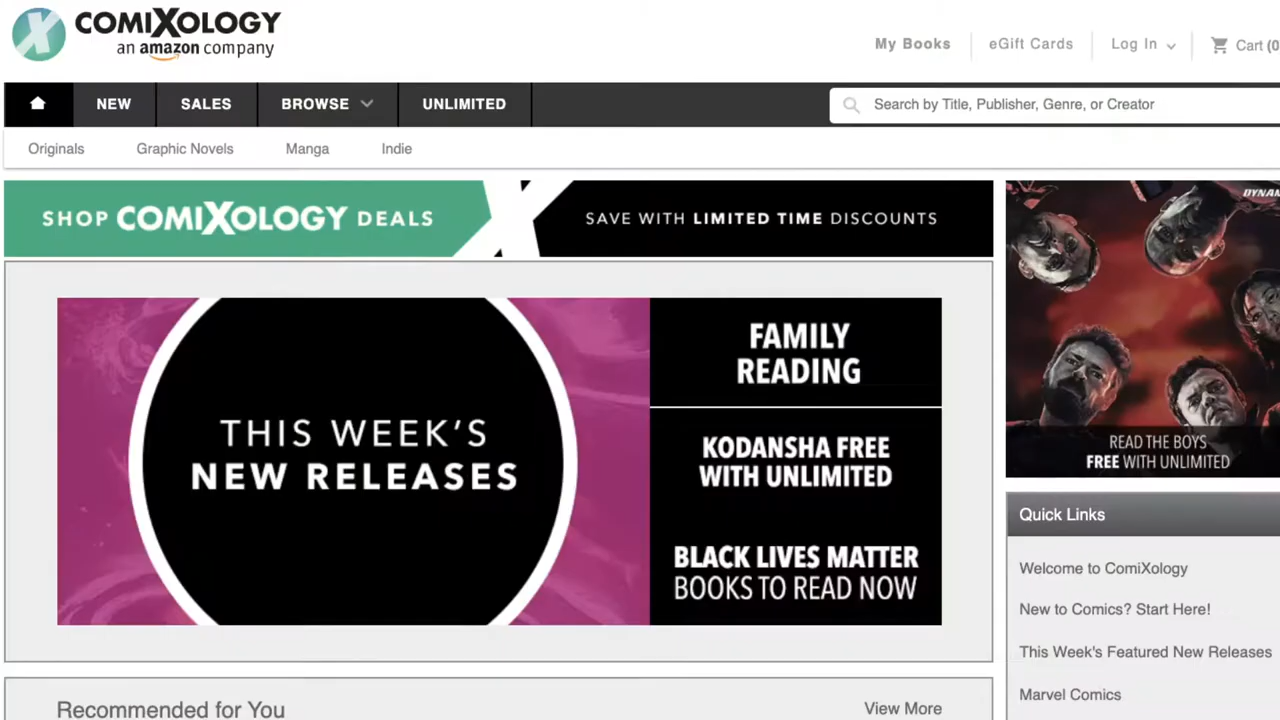 COMIXOLOGY
an amazon company
My Books
eGift Cards
Log In
Cart (0
NEW
SALES
BROWSE
UNLIMITED
Search by Title, Publisher, Genre, or Creator
Originals
Graphic Novels
Manga
Indie
SHOP COMIXOLOGY DEALS
SAVE WITH LIMITED TIME DISCOUNTS
THIS WEEK'S
NEW RELEASES
FAMILY
READING
KODANSHA FREE
WITH UNLIMITED
BLACK LIVES MATTER
BOOKS TO READ NOW
DYNAM
READ THE BOYS
FREE WITH UNLIMITED
Quick Links
Welcome to ComiXology
New to Comics? Start Here!
This Week's Featured New Releases
Marvel Comics
Recommended for You
View More